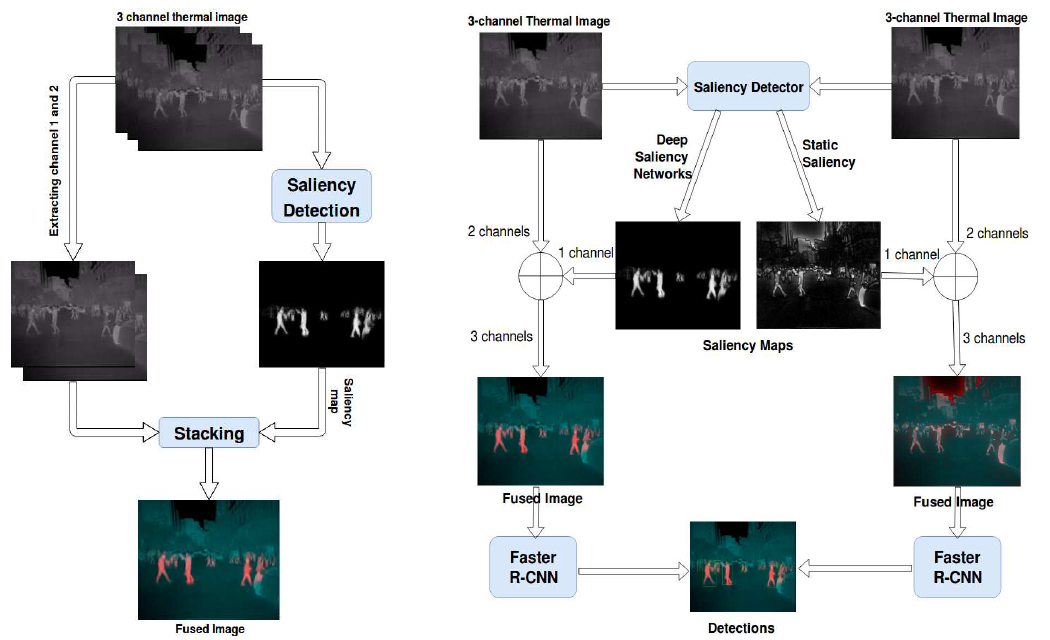 3 channel thermal image
Extracting channel 1 and 2
Saliency
Detection
Saliency
map
Stacking
Fused Image
3-channel Thermal Image
3-channel Thermal Image
Saliency Detector
Deep
Saliency
Networks
Static
Saliency
2 channels
1 channel
1 channel
2 channels
3 channels
Saliency Maps
3 channels
Fused Image
Fused Image
Faster
R-CNN
Faster
R-CNN
Detections